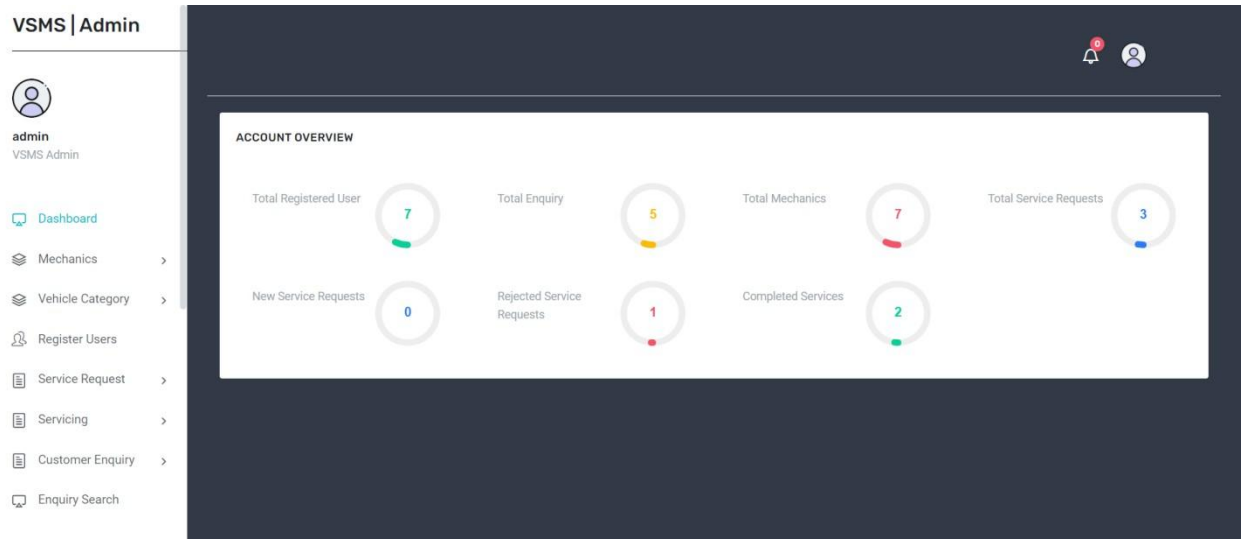 VSMS | Admin
0
admin
VSMS Admin
Dashboard
Mechanics
Vehicle Category
Register Users
Service Request
Servicing
Customer Enquiry
Enquiry Search
ACCOUNT OVERVIEW
Total Registered User
7
Total Enquiry
5
Total Mechanics
7
Total Service Requests
3
New Service Requests
0
Rejected Service
Requests
1
Completed Services
2